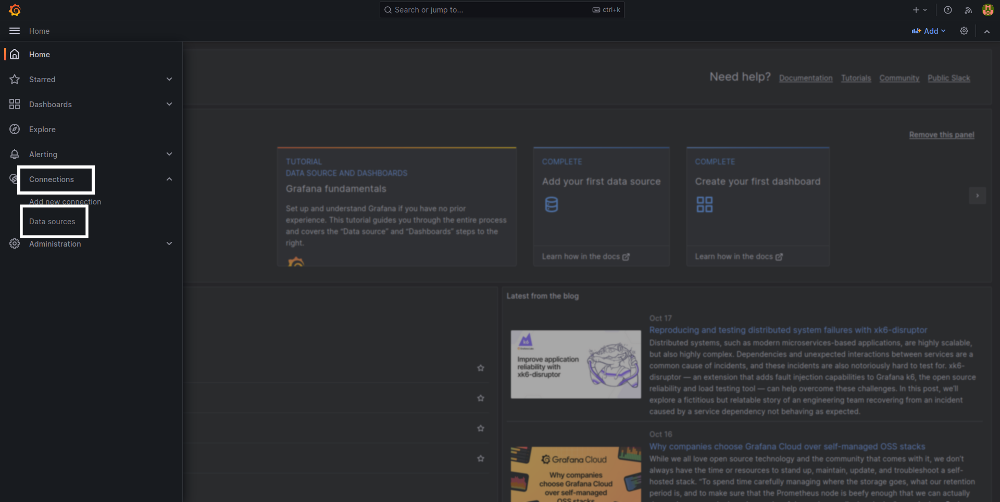 Search or jump to...
ctrl+k
Home
Add
Home
Starred
Dashboards
Explore
Alerting
Connections
Add new connection
Data sources
Administration
Need help?
Documentation
Tutorials
Community
Public Slack
Remove this panel
TUTORIAL
DATA SOURCE AND DASHBOARDS
Grafana fundamentals
Set up and understand Grafana if you have no prior
experience. This tutorial guides you through the entire process
and covers the “Data source” and “Dashboards” steps to the
right.
COMPLETE
Add your first data source
Learn how in the docs
COMPLETE
Create your first dashboard
Learn how in the docs
Latest from the blog
k6
Improve application
reliability with
xk6-disruptor
Oct 17
Reproducing and testing distributed system failures with xk6-disruptor
Distributed systems, such as modern microservices-based applications, are highly scalable,
but also highly complex. Dependencies and unexpected interactions between services are a
common cause of incidents, and these incidents are also notoriously hard to test for. xk6-
disruptor — an extension that adds fault injection capabilities to Grafana k6, the open source
reliability and load testing tool — can help overcome these challenges. In this post, we’ll
explore a fictitious but relatable story of an engineering team recovering from an incident
caused by a service dependency not behaving as expected.
Grafana Cloud
Why companies
choose Grafana Cloud
over self-managed
OSS stacks
Oct 16
Why companies choose Grafana Cloud over self-managed OSS stacks
While we all love open source technology and the community that comes with it, we don’t
always have the time or resources to stand up, maintain, update, and troubleshoot a self-
hosted stack. “To spend time carefully managing where the storage goes, what our retention
period is, and to make sure that the Prometheus node is beefy enough that we can actually